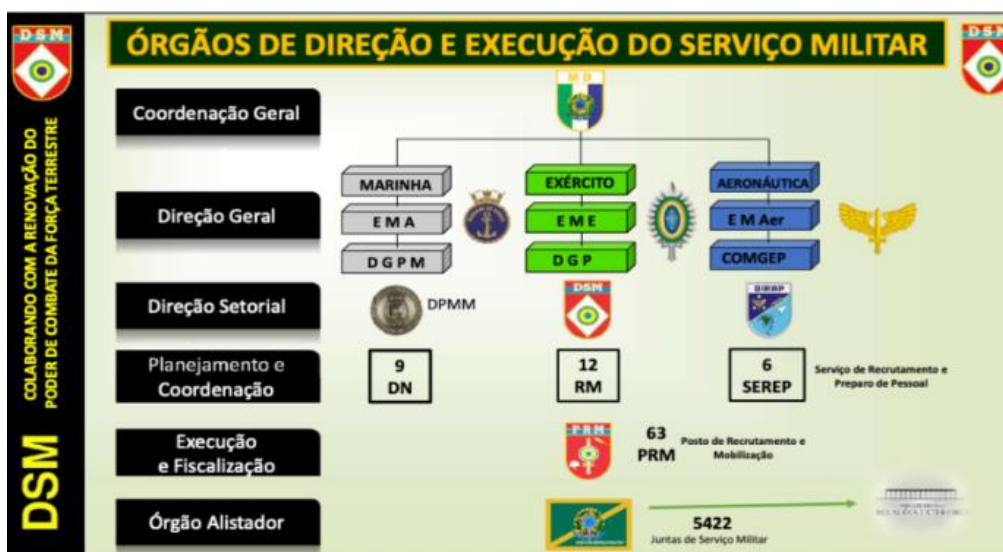 DSM
ÓRGÃOS DE DIREÇÃO E EXECUÇÃO DO SERVIÇO MILITAR
DSM
COLABORANDO COM A RENOVAÇÃO DO
PODER DE COMBATE DA FORÇA TERRESTRE
DSM
Coordenação Geral
M D
Direção Geral
MARINHA
EXÉRCITO
AERONÁUTICA
E M A
E M E
E M Aer
D G P M
D G P
COMGEP
Direção Setorial
DPMM
DSM
DIRAP
Planejamento e
Coordenação
9
DN
12
RM
6
SEREP
Serviço de Recrutamento e
Preparo de Pessoal
Execução
e Fiscalização
PRM
63
PRM
Posto de Recrutamento e
Mobilização
Órgão Alistador
5422
Juntas de Serviço Militar